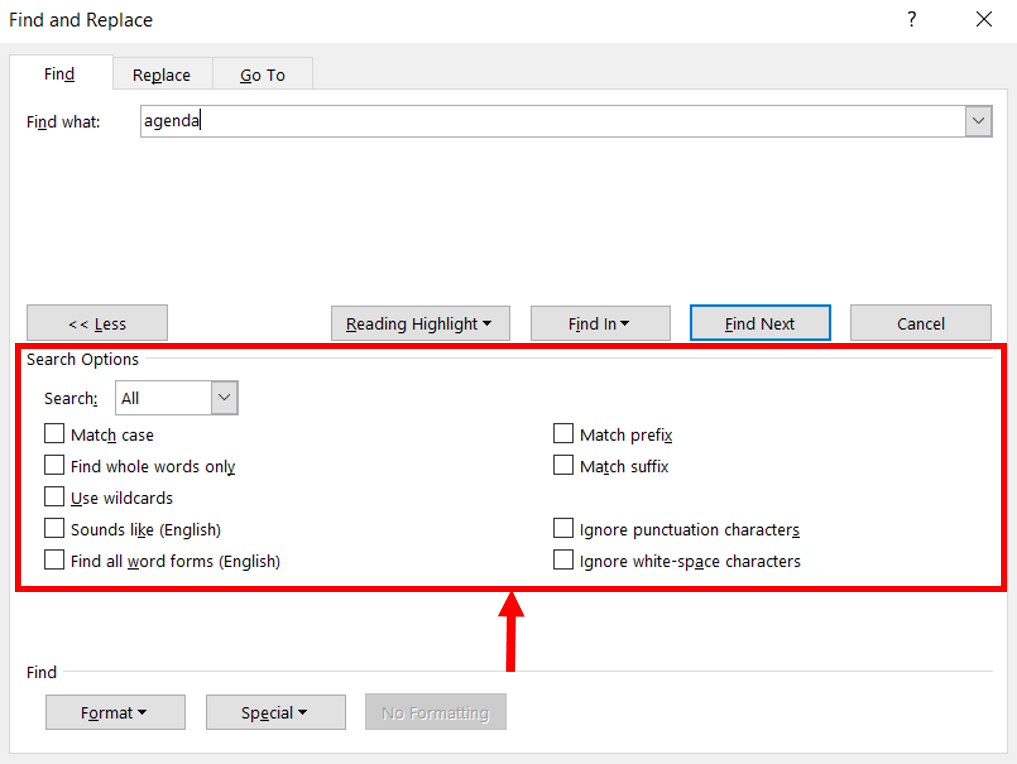 Find and Replace ? ×
Find Replace Go To
Find what: agenda
<< Less Reading Highlight Find In Find Next Cancel
Search Options
Search: All
Match case Match prefix
Find whole words only Match suffix
Use wildcards
Sounds like (English) Ignore punctuation characters
Find all word forms (English) Ignore white-space characters
Find
Format Special No Formatting